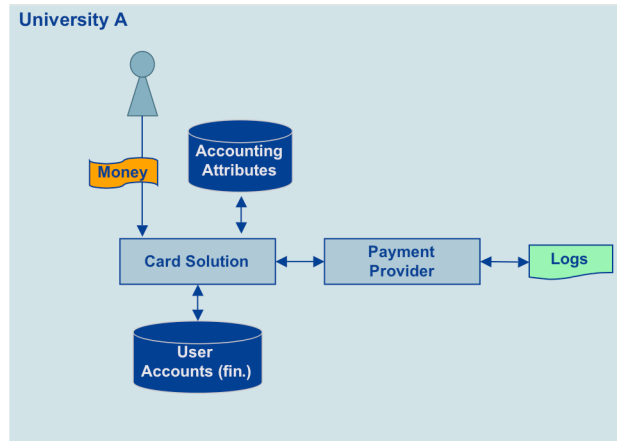 University A
Accounting
Attributes
Money
Card Solution
Payment
Provider
Logs
User
Accounts (fin.)